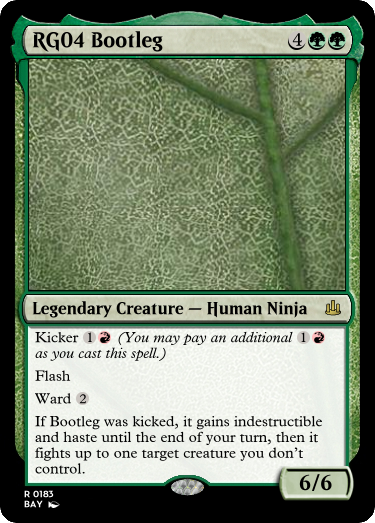 RG04 Bootleg 4
Legendary Creature — Human Ninja
Kicker 1 (You may pay an additional 1
as you cast this spell.)
Flash
Ward 2
If Bootleg was kicked, it gains indestructible
and haste until the end of your turn, then it
fights up to one target creature you don't
control.
6/6
R 0183
BAY